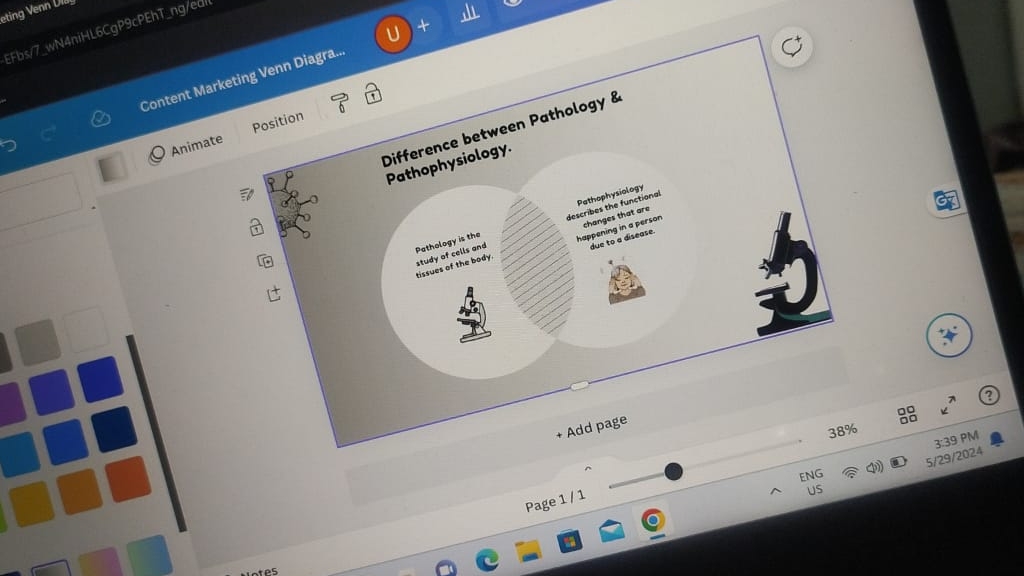 eting Venn Diag
-EFbs/7_wN4niHL6CgP9cPEhT_ng/edit
Content Marketing Venn Diagra...
U
+
Animate
Position
Difference between Pathology &
Pathophysiology.
Pathology is the
study of cells and
tissues of the body.
Pathophysiology
describes the functional
changes that are
happening in a person
due to a disease.
+ Add page
Page 1 / 1
38%
Notes
ENG
US
3:39 PM
5/29/2024